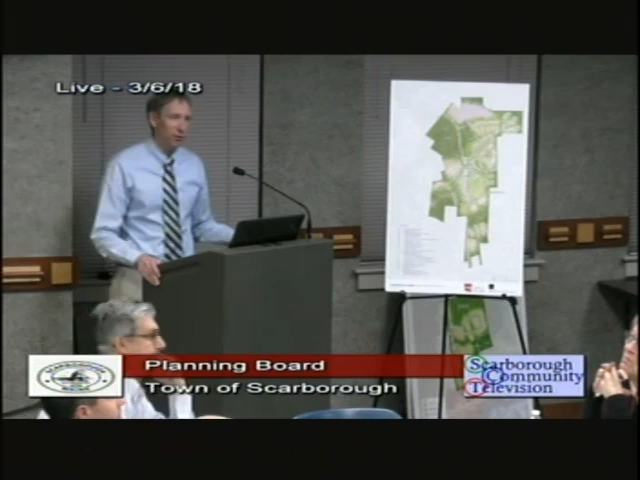 Live - 3/6/18
Planning Board
Town of Scarborough
Scarborough
Community
Television